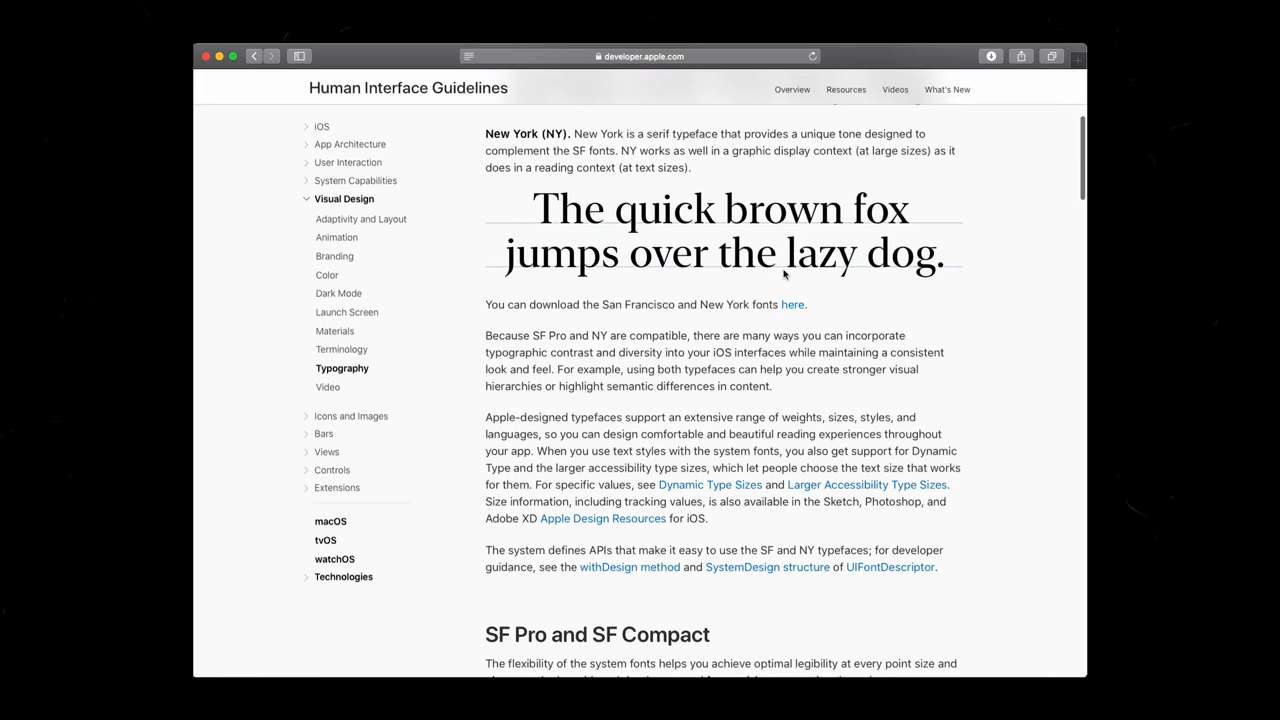 developer.apple.com
Human Interface Guidelines
Overview
Resources
Videos
What's New
iOS
App Architecture
User Interaction
System Capabilities
Visual Design
Adaptivity and Layout
Animation
Branding
Color
Dark Mode
Launch Screen
Materials
Terminology
Typography
Video
Icons and Images
Bars
Views
Controls
Extensions
macOS
tvOS
watchOS
Technologies
New York (NY). New York is a serif typeface that provides a unique tone designed to
complement the SF fonts. NY works as well in a graphic display context (at large sizes) as it
does in a reading context (at text sizes).
The quick brown fox
jumps over the lazy dog.
You can download the San Francisco and New York fonts here.
Because SF Pro and NY are compatible, there are many ways you can incorporate
typographic contrast and diversity into your iOS interfaces while maintaining a consistent
look and feel. For example, using both typefaces can help you create stronger visual
hierarchies or highlight semantic differences in content.
Apple-designed typefaces support an extensive range of weights, sizes, styles, and
languages, so you can design comfortable and beautiful reading experiences throughout
your app. When you use text styles with the system fonts, you also get support for Dynamic
Type and the larger accessibility type sizes, which let people choose the text size that works
for them. For specific values, see Dynamic Type Sizes and Larger Accessibility Type Sizes.
Size information, including tracking values, is also available in the Sketch, Photoshop, and
Adobe XD Apple Design Resources for iOS.
The system defines APIs that make it easy to use the SF and NY typefaces; for developer
guidance, see the withDesign method and SystemDesign structure of UIFontDescriptor.
SF Pro and SF Compact
The flexibility of the system fonts helps you achieve optimal legibility at every point size and